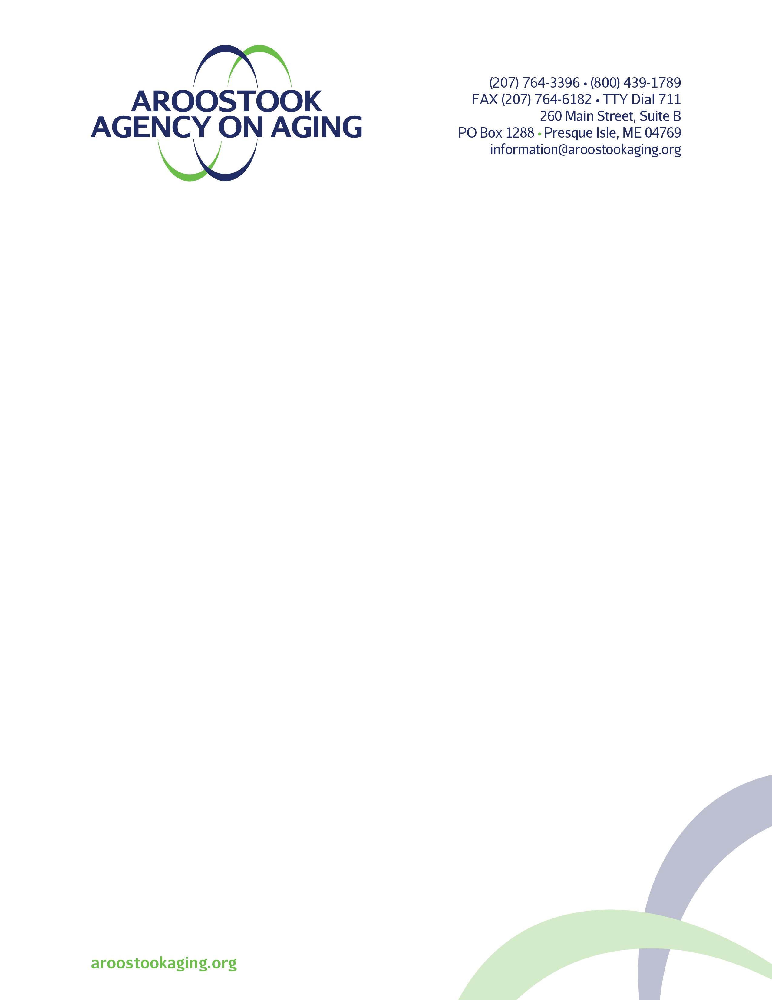 AROOSTOOK
AGENCY ON AGING
(207) 764-3396 • (800) 439-1789
FAX (207) 764-6182 • TTY Dial 711
260 Main Street, Suite B
PO Box 1288 • Presque Isle, ME 04769
information@aroostookaging.org
aroostookaging.org